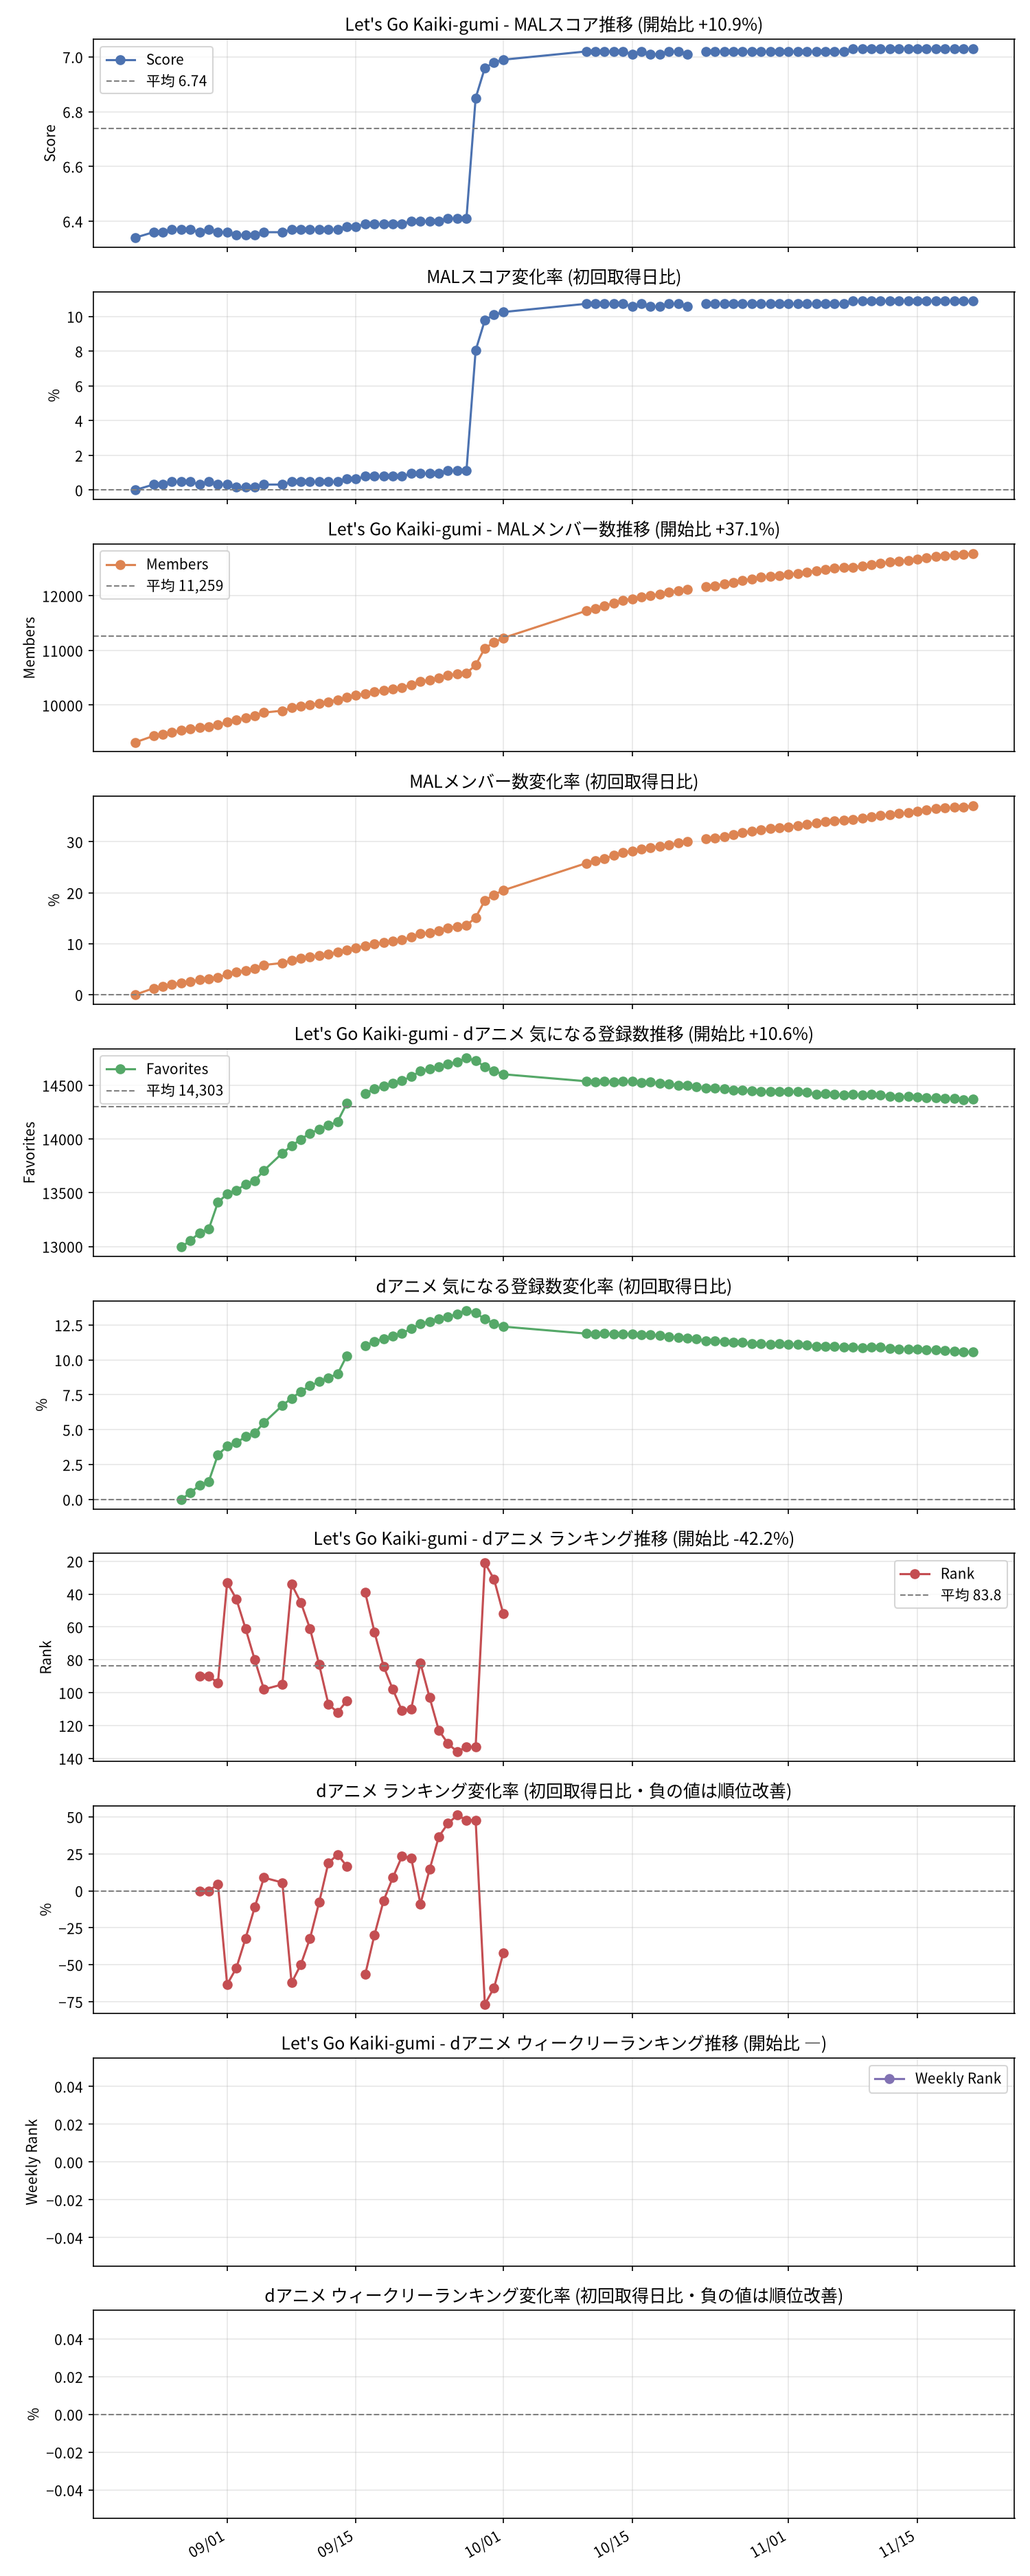 Let's Go Kaiki-gumi - MALスコア推移 (開始比 +10.9%)
Score
平均 6.74
7.0
6.8
6.6
6.4
Score
MALスコア変化率 (初回取得日比)
10
8
6
4
2
0
%
Let's Go Kaiki-gumi - MALメンバー数推移 (開始比 +37.1%)
Members
平均 11,259
12000
11000
10000
Members
MALメンバー数変化率 (初回取得日比)
30
20
10
0
%
Let's Go Kaiki-gumi - dアニメ 気になる登録数推移 (開始比 +10.6%)
Favorites
平均 14,303
14500
14000
13500
13000
Favorites
dアニメ 気になる登録数変化率 (初回取得日比)
12.5
10.0
7.5
5.0
2.5
0.0
%
Let's Go Kaiki-gumi - dアニメ ランキング推移 (開始比 -42.2%)
Rank
平均 83.8
20
40
60
80
100
120
140
Rank
dアニメ ランキング変化率 (初回取得日比・負の値は順位改善)
50
25
0
−25
−50
−75
%
Let's Go Kaiki-gumi - dアニメ ウィークリーランキング推移 (開始比 —)
Weekly Rank
0.04
0.02
0.00
−0.02
−0.04
Weekly Rank
dアニメ ウィークリーランキング変化率 (初回取得日比・負の値は順位改善)
0.04
0.02
0.00
−0.02
−0.04
%
09/01
09/15
10/01
10/15
11/01
11/15